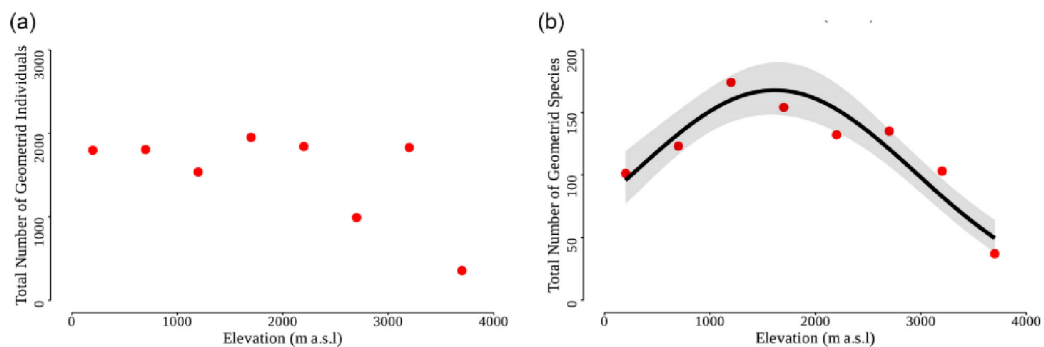 (a)
Total Number of Geometrid Individuals
3000
2000
1000
0
0 1000 2000 3000 4000
Elevation (m a.s.l)
(b)
Total Number of Geometrid Species
200
150
100
50
0
0 1000 2000 3000 4000
Elevation (m a.s.l)